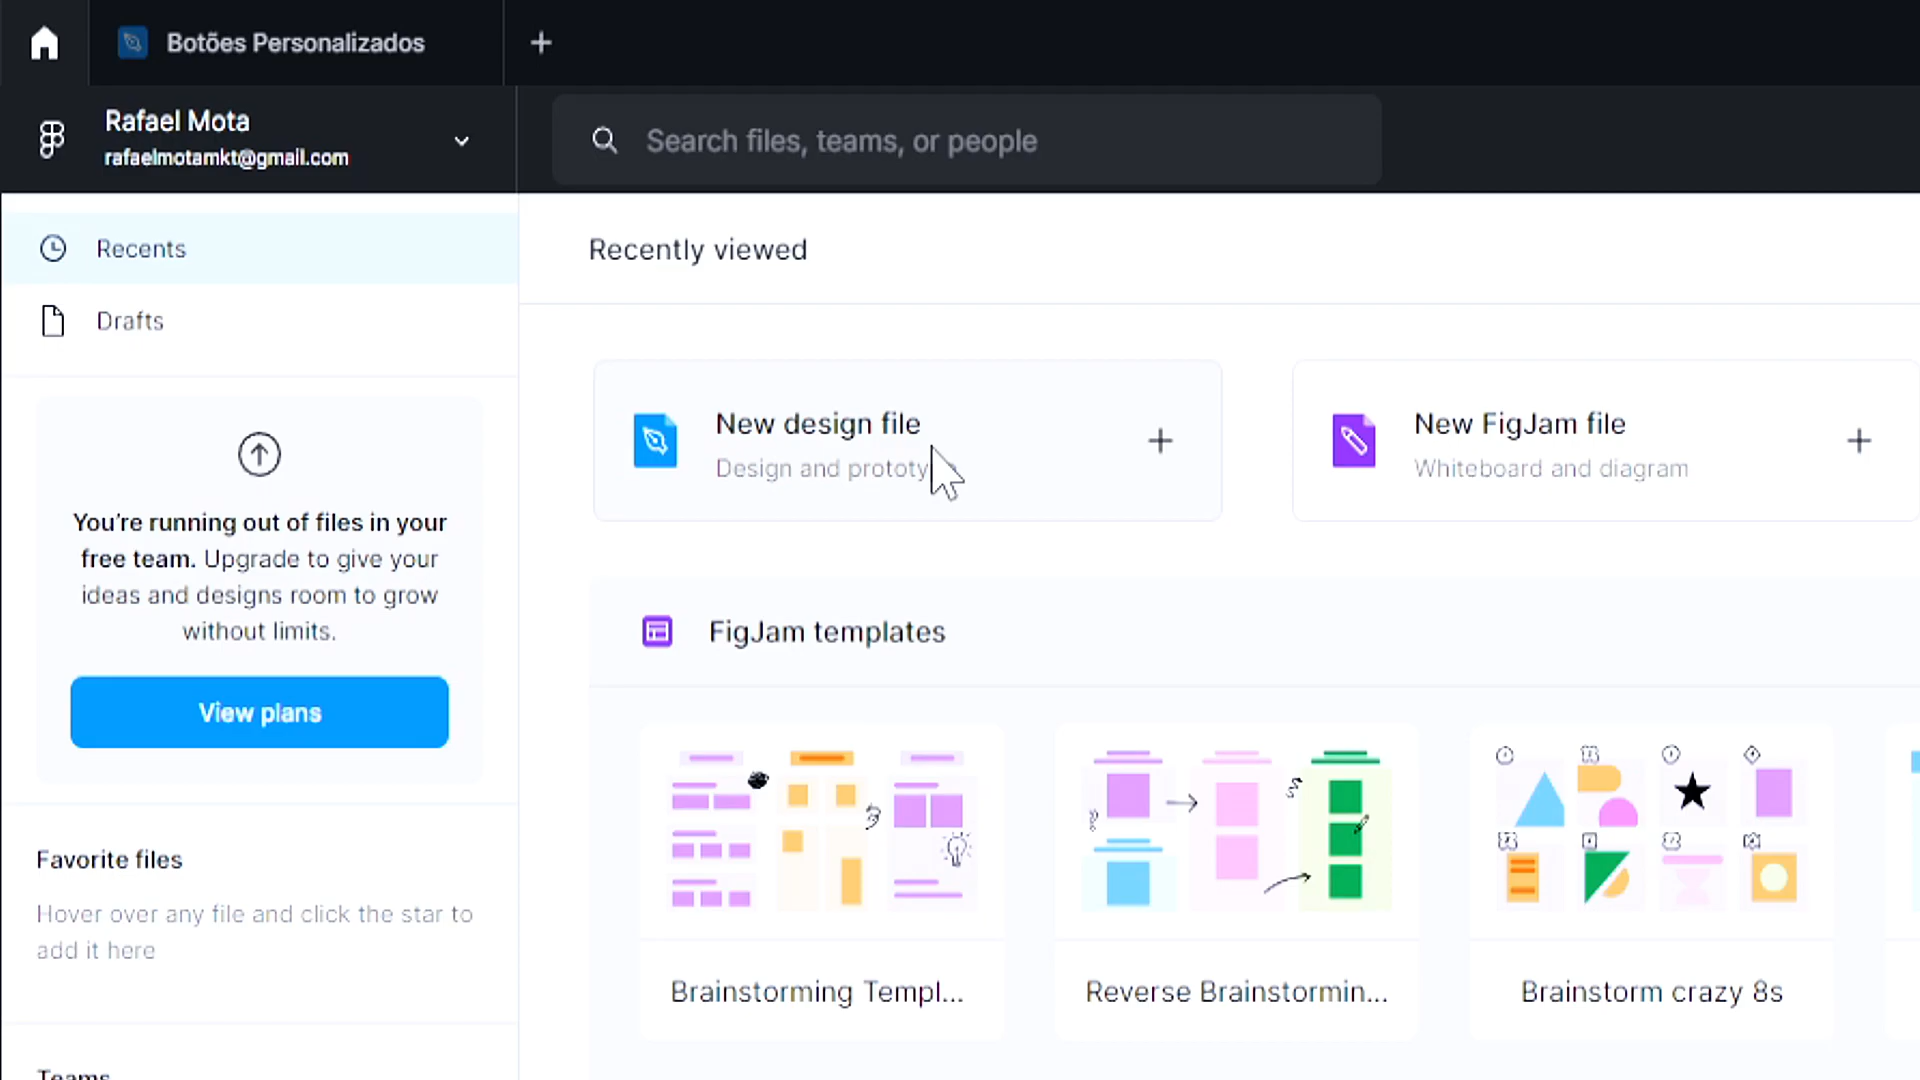 Botões Personalizados
Rafael Mota
rafaelmotamkt@gmail.com
Search files, teams, or people
Recents
Drafts
You're running out of files in your
free team. Upgrade to give your
ideas and designs room to grow
without limits.
View plans
Favorite files
Hover over any file and click the star to
add it here
Teams
Recently viewed
New design file
Design and prototy
New FigJam file
Whiteboard and diagram
FigJam templates
Brainstorming Templ...
Reverse Brainstormin...
Brainstorm crazy 8s